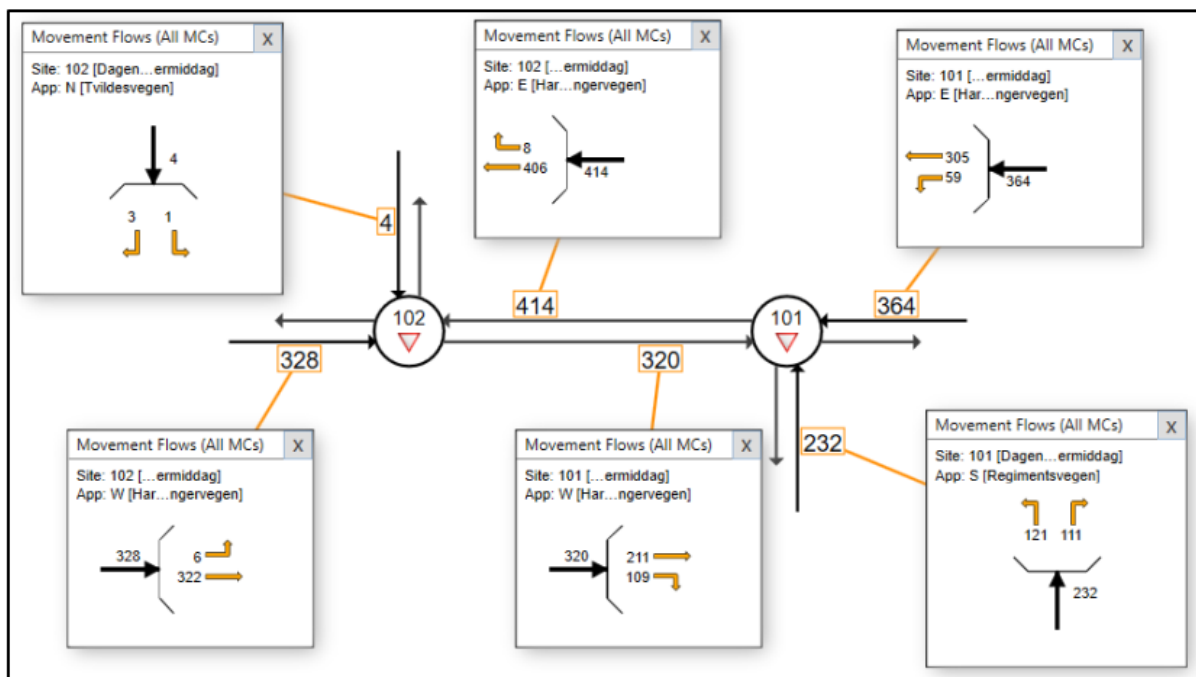 Movement Flows (All MCs) X
Site: 102 [Dagen...ermiddag]
App: N [Tvildesvegen]
4
3 1
Movement Flows (All MCs) X
Site: 102 [...ermiddag]
App: E [Har...ngervegen]
8
406
414
Movement Flows (All MCs) X
Site: 101 [...ermiddag]
App: E [Har...ngervegen]
305
59
364
4
414
364
102
101
328
320
232
Movement Flows (All MCs) X
Site: 102 [...ermiddag]
App: W [Har...ngervegen]
328
6
322
Movement Flows (All MCs) X
Site: 101 [...ermiddag]
App: W [Har...ngervegen]
320
211
109
Movement Flows (All MCs) X
Site: 101 [Dagen...ermiddag]
App: S [Regimentsvegen]
121 111
232